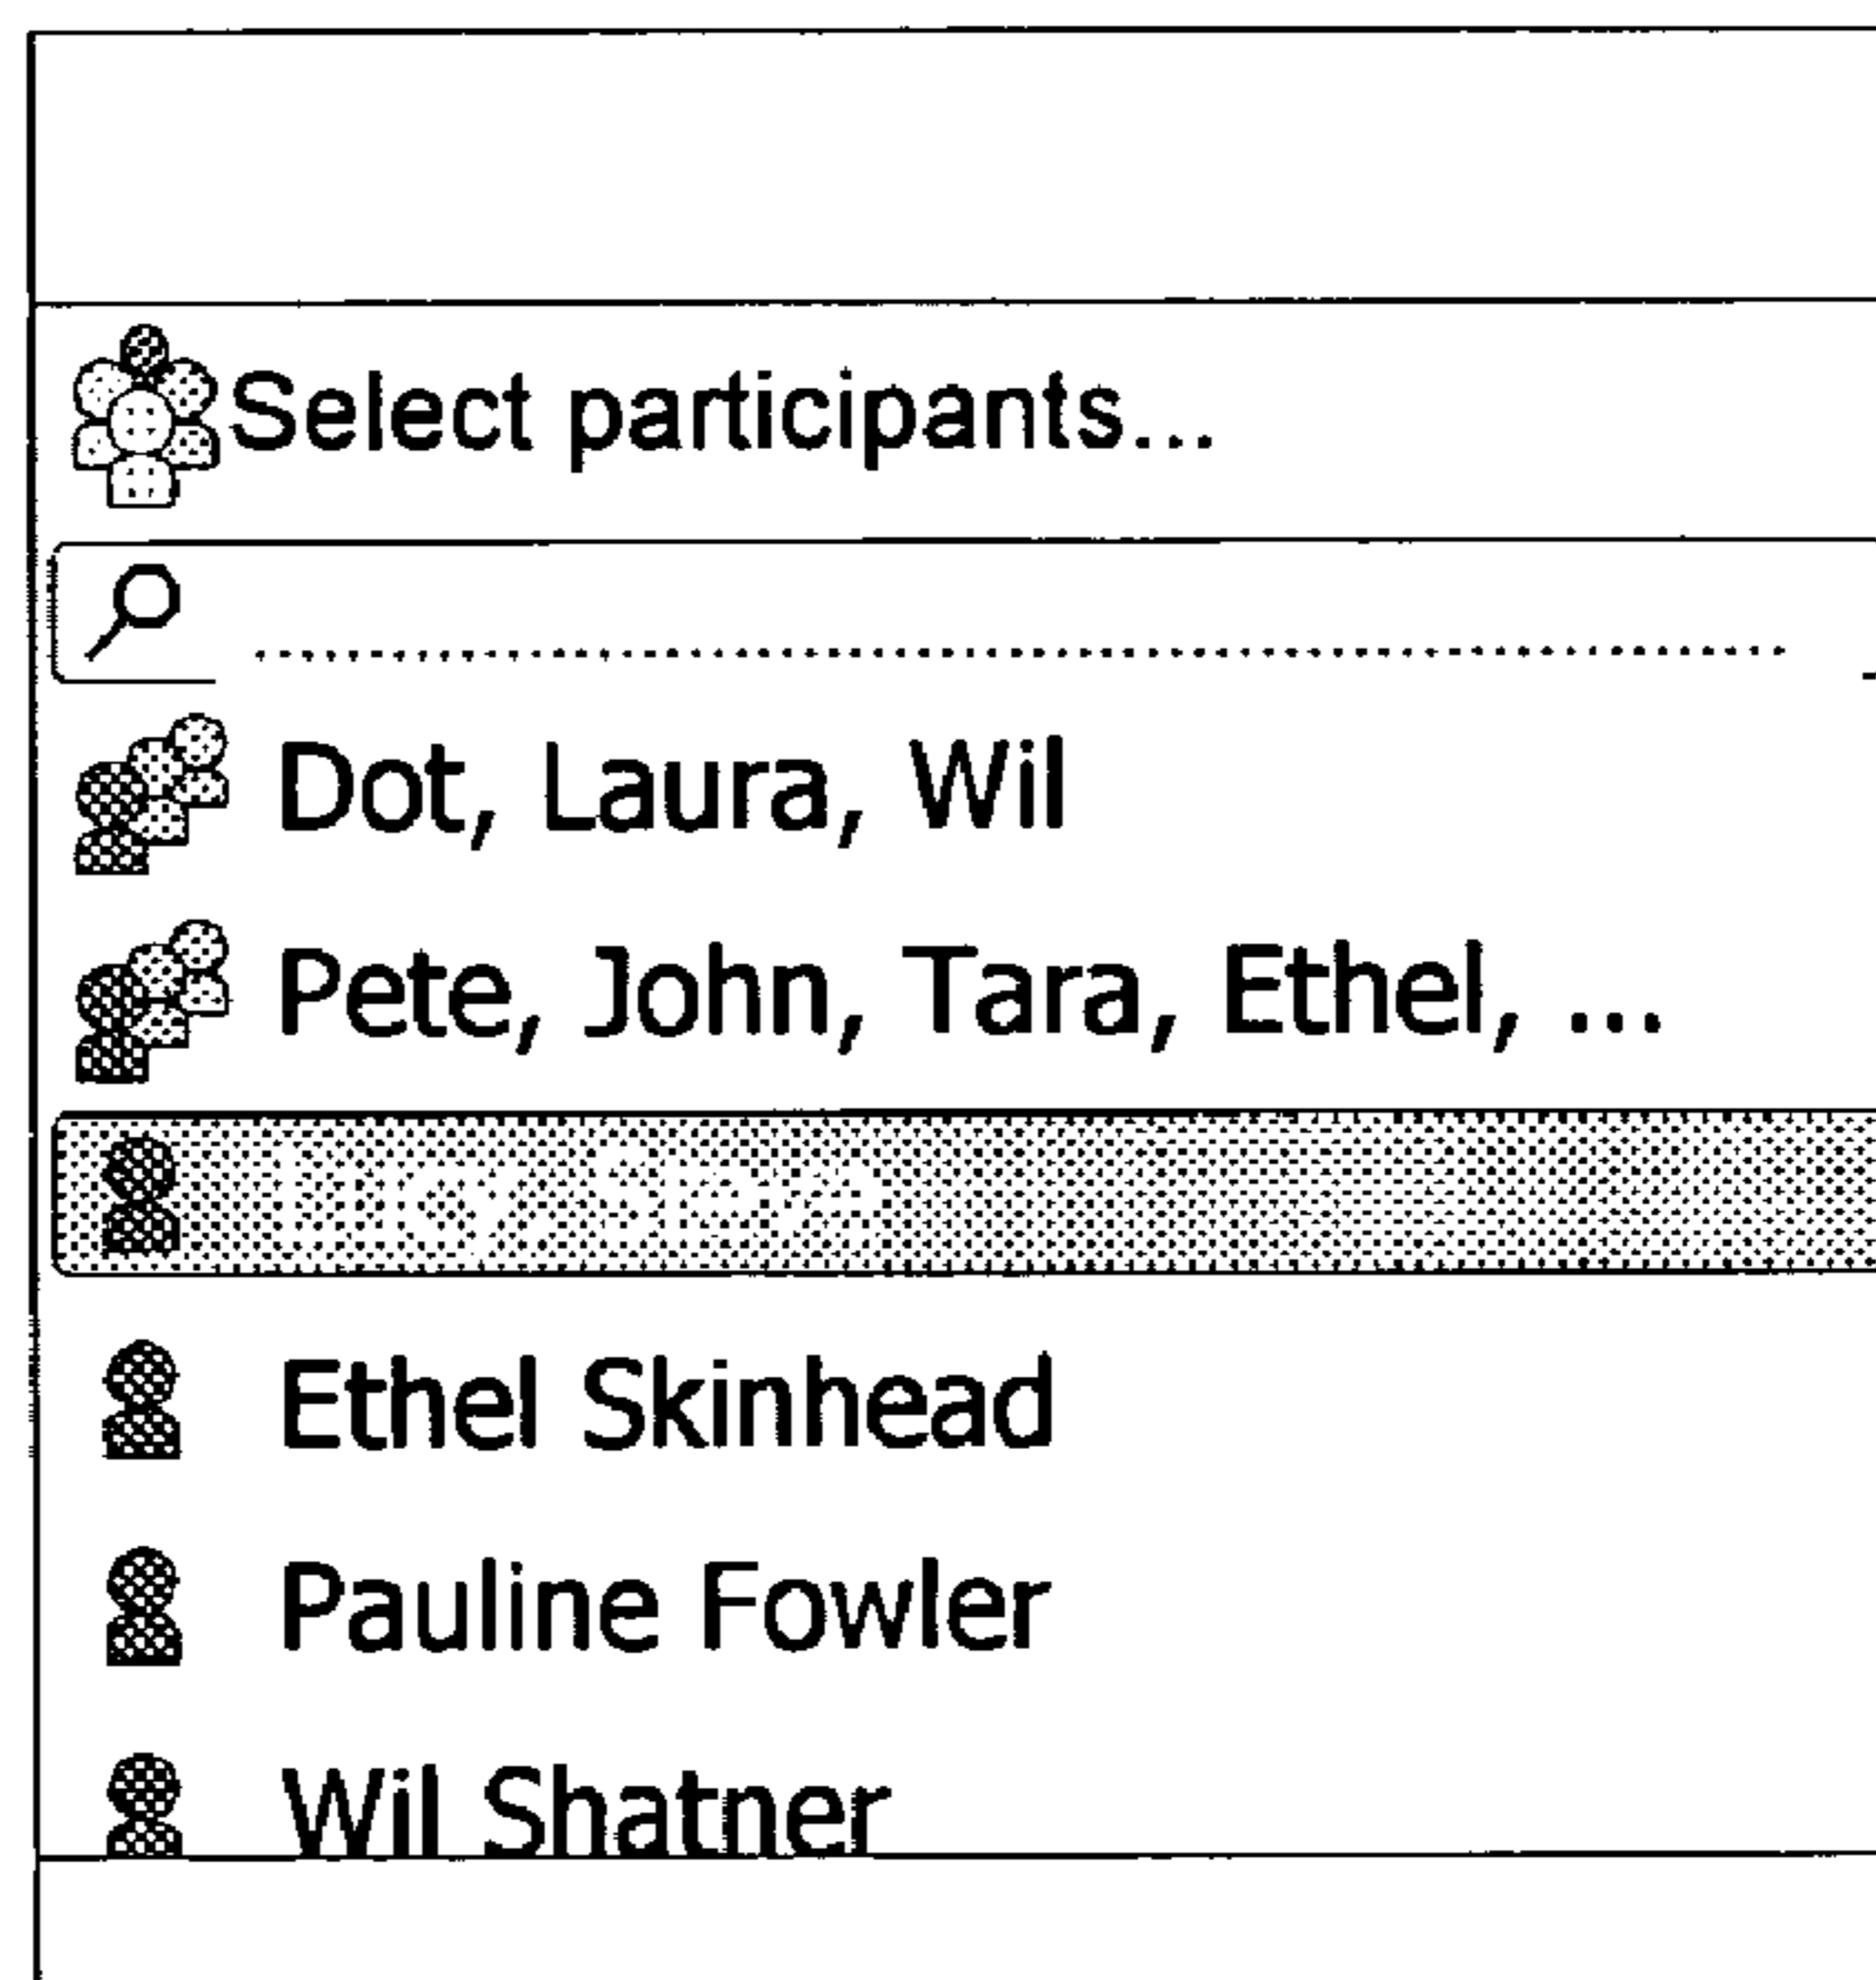 Select participants...
Dot, Laura, Wil
Pete, John, Tara, Ethel, ...
Ethel Skinhead
Pauline Fowler
Wil Shatner